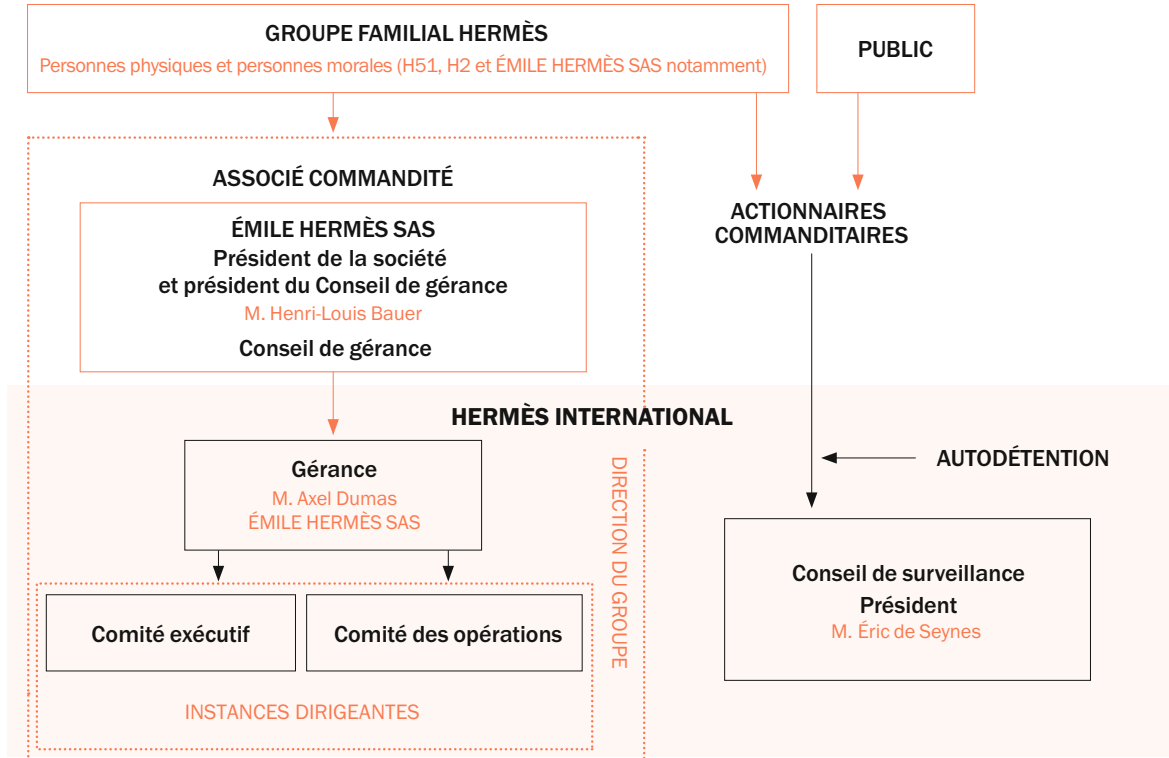 GROUPE FAMILIAL HERMÈS
Personnes physiques et personnes morales (H51, H2 et ÉMILE HERMÈS SAS notamment)
PUBLIC
ASSOCIÉ COMMANDITÉ
ÉMILE HERMÈS SAS
Président de la société
et président du Conseil de gérance
M. Henri-Louis Bauer
Conseil de gérance
ACTIONNAIRES
COMMANDITAIRES
HERMÈS INTERNATIONAL
Gérance
M. Axel Dumas
ÉMILE HERMÈS SAS
DIRECTION DU GROUPE
AUTODÉTENTION
Comité exécutif
Comité des opérations
INSTANCES DIRIGEANTES
Conseil de surveillance
Président
M. Éric de Seynes